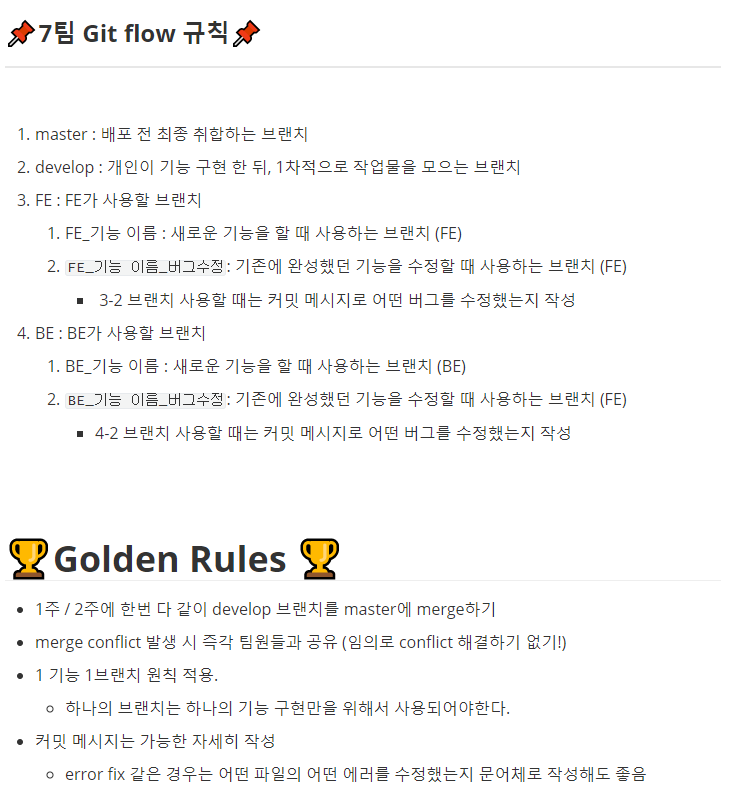 📌7팀 Git flow 규칙📌
1. master : 배포 전 최종 취합하는 브랜치
2. develop : 개인이 기능 구현 한 뒤, 1차적으로 작업물을 모으는 브랜치
3. FE : FE가 사용할 브랜치
1. FE_기능 이름 : 새로운 기능을 할 때 사용하는 브랜치 (FE)
2. FE_기능 이름_버그수정: 기존에 완성했던 기능을 수정할 때 사용하는 브랜치 (FE)
▪ 3-2 브랜치 사용할 때는 커밋 메시지로 어떤 버그를 수정했는지 작성
4. BE : BE가 사용할 브랜치
1. BE_기능 이름 : 새로운 기능을 할 때 사용하는 브랜치 (BE)
2. BE_기능 이름_버그수정: 기존에 완성했던 기능을 수정할 때 사용하는 브랜치 (FE)
▪ 4-2 브랜치 사용할 때는 커밋 메시지로 어떤 버그를 수정했는지 작성
🏆Golden Rules 🏆
• 1주 / 2주에 한번 다 같이 develop 브랜치를 master에 merge하기
• merge conflict 발생 시 즉각 팀원들과 공유 (임의로 conflict 해결하기 없기!)
• 1 기능 1브랜치 원칙 적용.
◦ 하나의 브랜치는 하나의 기능 구현만을 위해서 사용되어야한다.
• 커밋 메시지는 가능한 자세히 작성
◦ error fix 같은 경우는 어떤 파일의 어떤 에러를 수정했는지 문어체로 작성해도 좋음